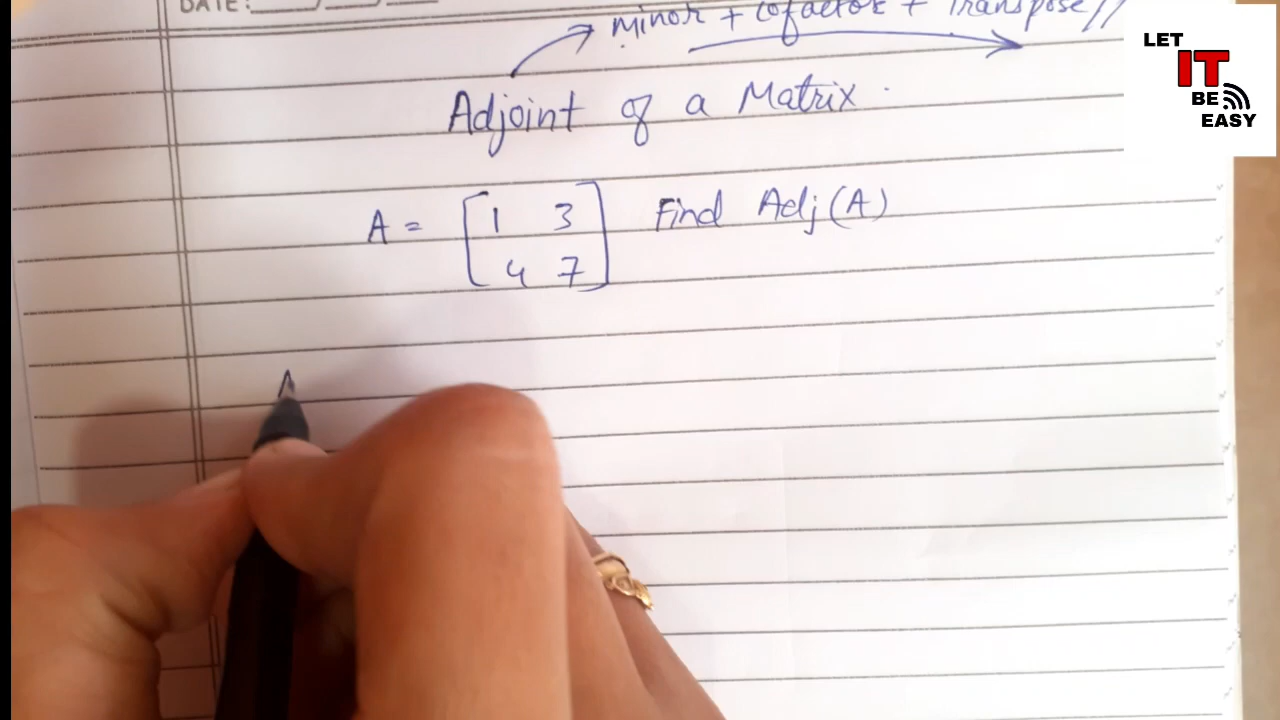 DATE:
minor + cofactor + Transpose //
Adjoint of a Matrix.
A = [1 3
4 7] Find Adj(A)
LET
IT
BE
EASY